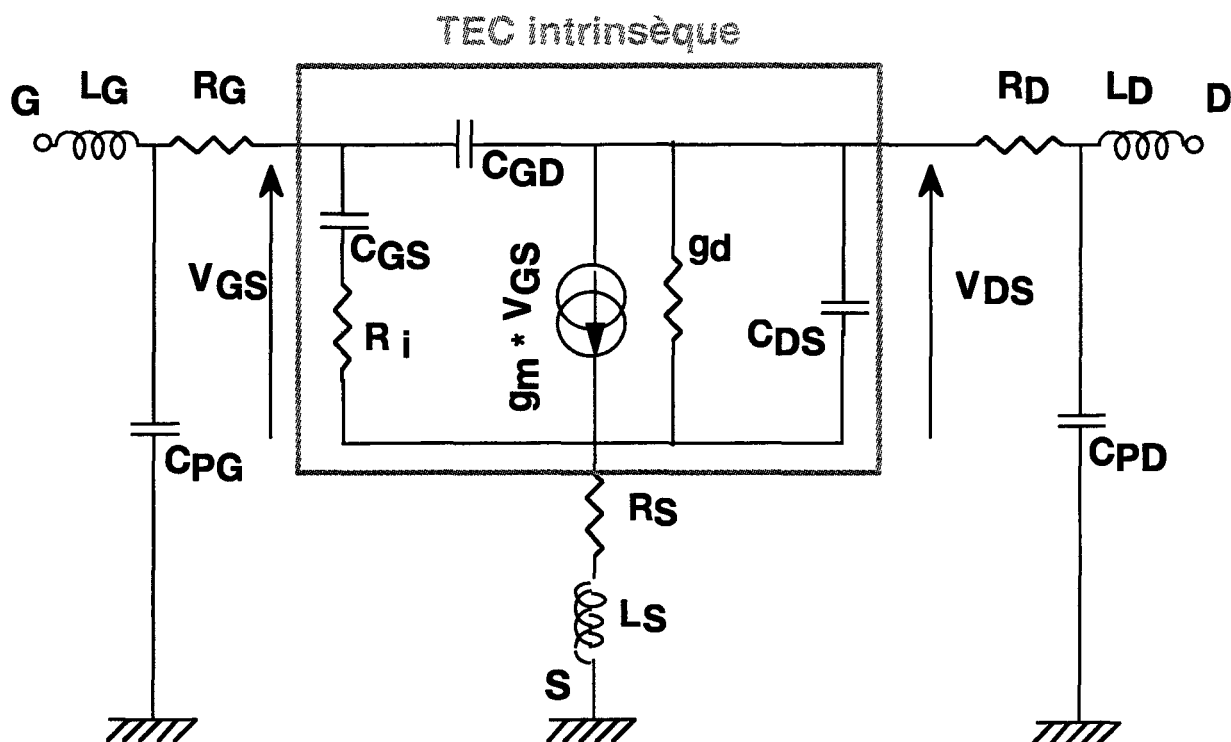 TEC intrinsèque
G
LG
RG
RD
LD
D
CGD
CGS
gd
VGS
gm * VGS
VDS
Ri
CDS
CPG
CPD
RS
LS
S